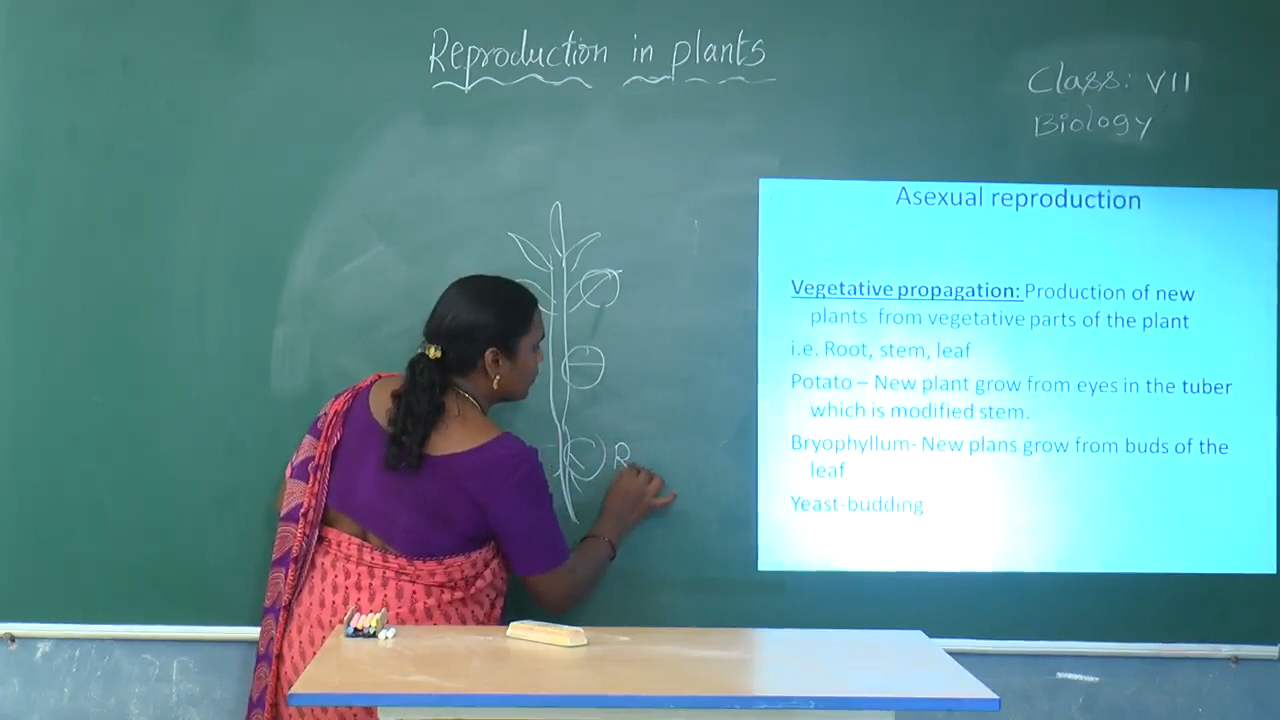 Reproduction in plants
Class: VII
Biology
R
Asexual reproduction
Vegetative propagation: Production of new
plants from vegetative parts of the plant
i.e. Root, stem, leaf
Potato – New plant grow from eyes in the tuber
which is modified stem.
Bryophyllum- New plans grow from buds of the
leaf
Yeast-budding